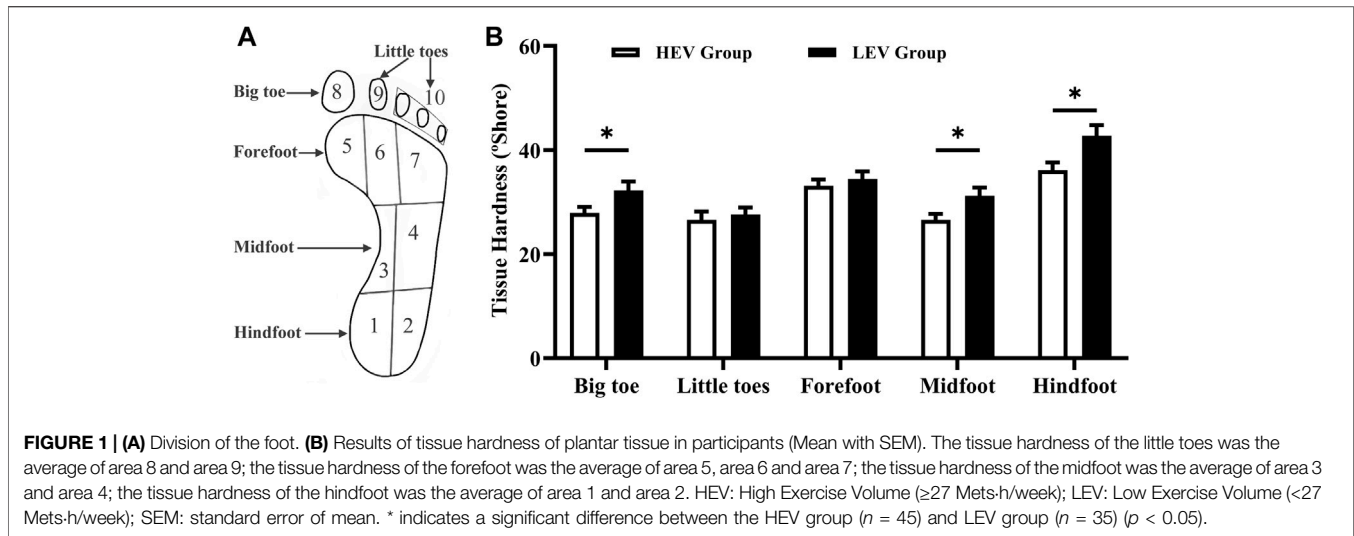 A
Little toes
Big toe
8
9
10
Forefoot
5
6
7
Midfoot
4
3
Hindfoot
1
2
B
HEV Group
LEV Group
Tissue Hardness (ºShore)
60
40
20
0
*
*
*
Big toe
Little toes
Forefoot
Midfoot
Hindfoot
FIGURE 1 | (A) Division of the foot. (B) Results of tissue hardness of plantar tissue in participants (Mean with SEM). The tissue hardness of the little toes was the
average of area 8 and area 9; the tissue hardness of the forefoot was the average of area 5, area 6 and area 7; the tissue hardness of the midfoot was the average of area 3
and area 4; the tissue hardness of the hindfoot was the average of area 1 and area 2. HEV: High Exercise Volume (≥27 Mets·h/week); LEV: Low Exercise Volume (<27
Mets·h/week); SEM: standard error of mean. * indicates a significant difference between the HEV group (n = 45) and LEV group (n = 35) (p < 0.05).